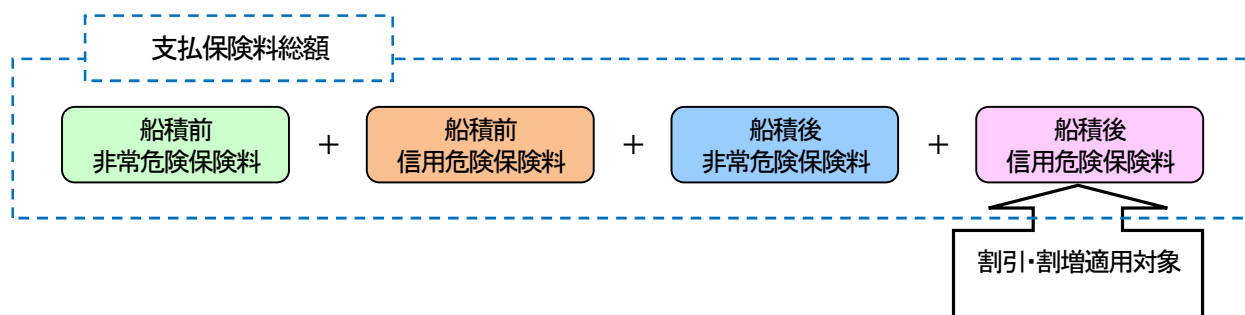 支払保険料総額
船積前
非常危険保険料
+
船積前
信用危険保険料
+
船積後
非常危険保険料
+
船積後
信用危険保険料
割引・割増適用対象